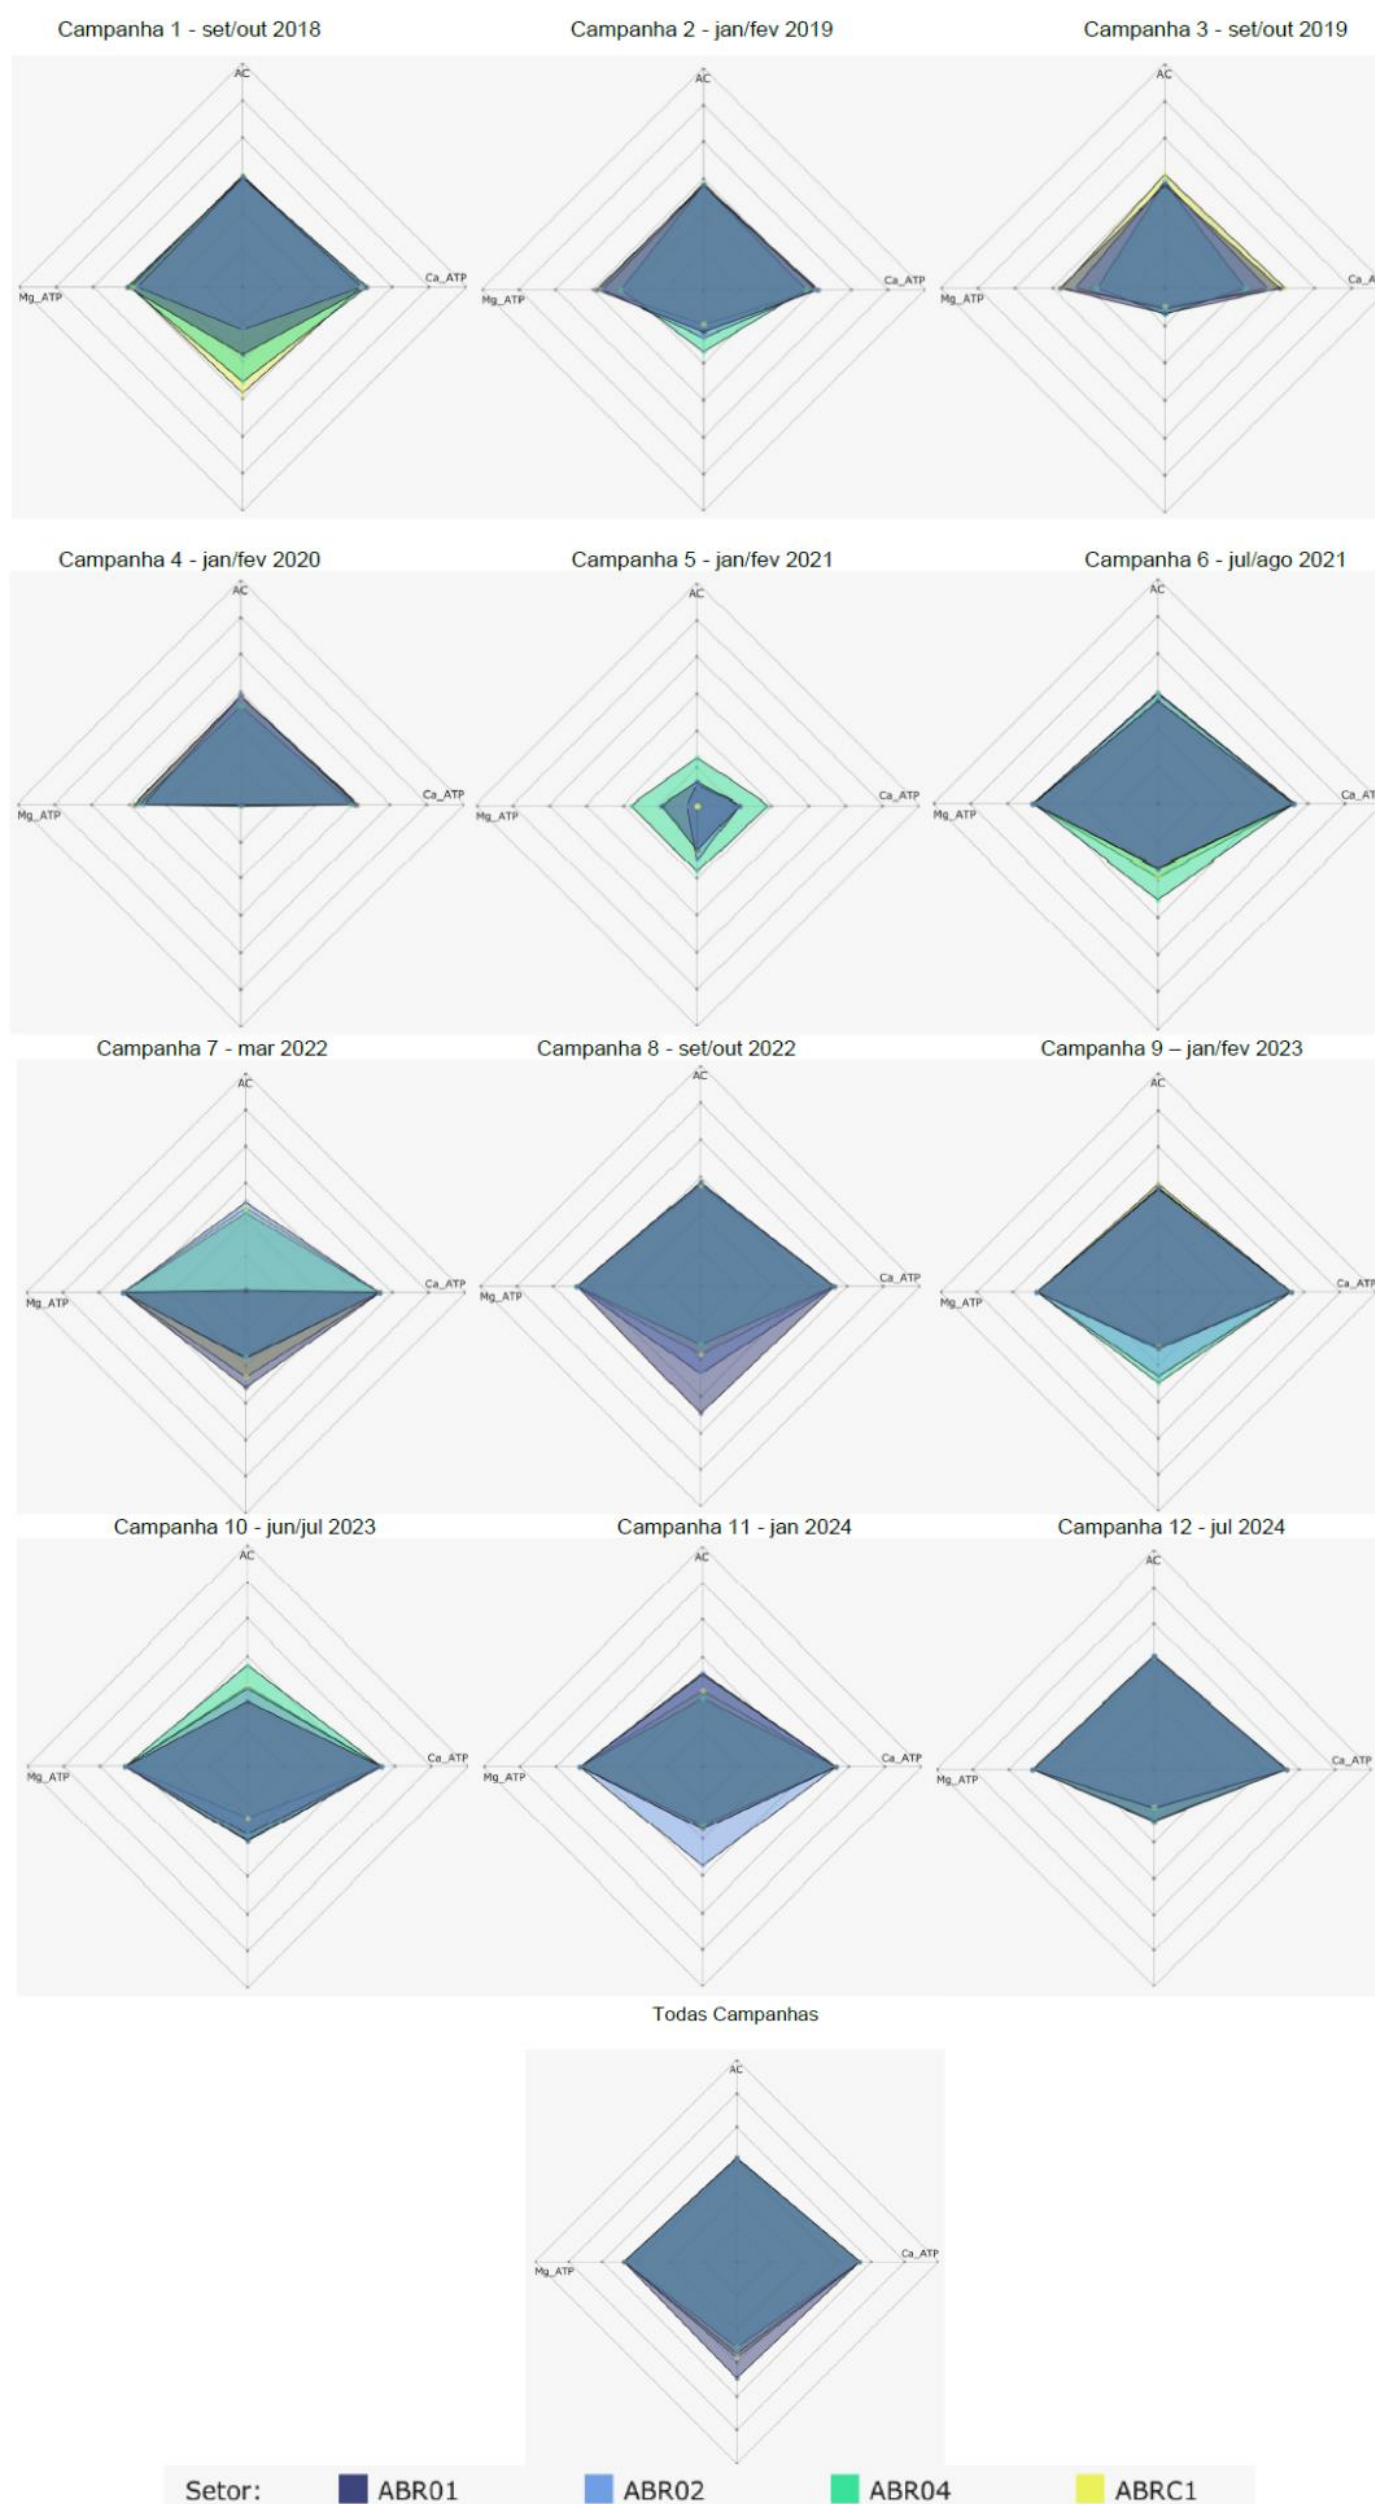 Campanha 1 - set/out 2018
Campanha 2 - jan/fev 2019
Campanha 3 - set/out 2019
AC
AC
AC
Ca_ATP
Ca_ATP
Ca_A
Mg_ATP
Mg_ATP
Mg_ATP
Campanha 4 - jan/fev 2020
Campanha 5 - jan/fev 2021
Campanha 6 - jul/ago 2021
AC
AC
AC
Ca_ATP
Ca_ATP
Ca_AT
Mg_ATP
Mg_ATP
Mg_ATP
Campanha 7 - mar 2022
Campanha 8 - set/out 2022
Campanha 9 – jan/fev 2023
AC
AC
AC
Ca_ATP
Ca_ATP
Ca_ATP
Mg_ATP
Mg_ATP
Mg_ATP
Campanha 10 - jun/jul 2023
Campanha 11 - jan 2024
Campanha 12 - jul 2024
AC
AC
AC
Ca_ATP
Ca_ATP
Ca_ATP
Mg_ATP
Mg_ATP
Mg_ATP
Todas Campanhas
AC
Ca_ATP
Mg_ATP
Setor: ABR01 ABR02 ABR04 ABRC1